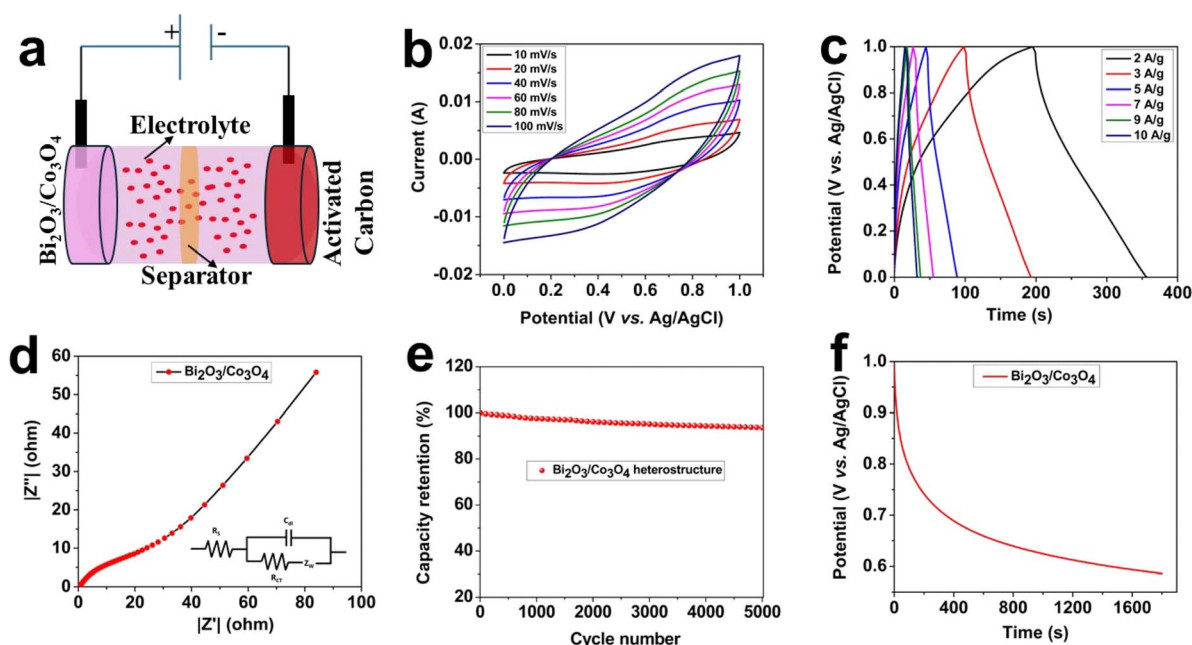 a
+ -
Electrolyte
Bi₂O₃/Co₃O₄
Activated
Carbon
Separator
b
0.02
0.01
0.00
-0.01
-0.02
Current (A)
10 mV/s
20 mV/s
40 mV/s
60 mV/s
80 mV/s
100 mV/s
0.0 0.2 0.4 0.6 0.8 1.0
Potential (V vs. Ag/AgCl)
c
1.0
0.8
0.6
0.4
0.2
0.0
Potential (V vs. Ag/AgCl)
2 A/g
3 A/g
5 A/g
7 A/g
9 A/g
10 A/g
0 100 200 300 400
Time (s)
d
60
50
40
30
20
10
0
|Z"| (ohm)
Bi₂O₃/Co₃O₄
R_S
C_dl
R_CT
Z_W
0 20 40 60 80 100
|Z'| (ohm)
e
120
100
80
60
40
20
Capacity retention (%)
Bi₂O₃/Co₃O₄ heterostructure
0 1000 2000 3000 4000 5000
Cycle number
f
1.0
0.9
0.8
0.7
0.6
Potential (V vs. Ag/AgCl)
Bi₂O₃/Co₃O₄
0 400 800 1200 1600
Time (s)